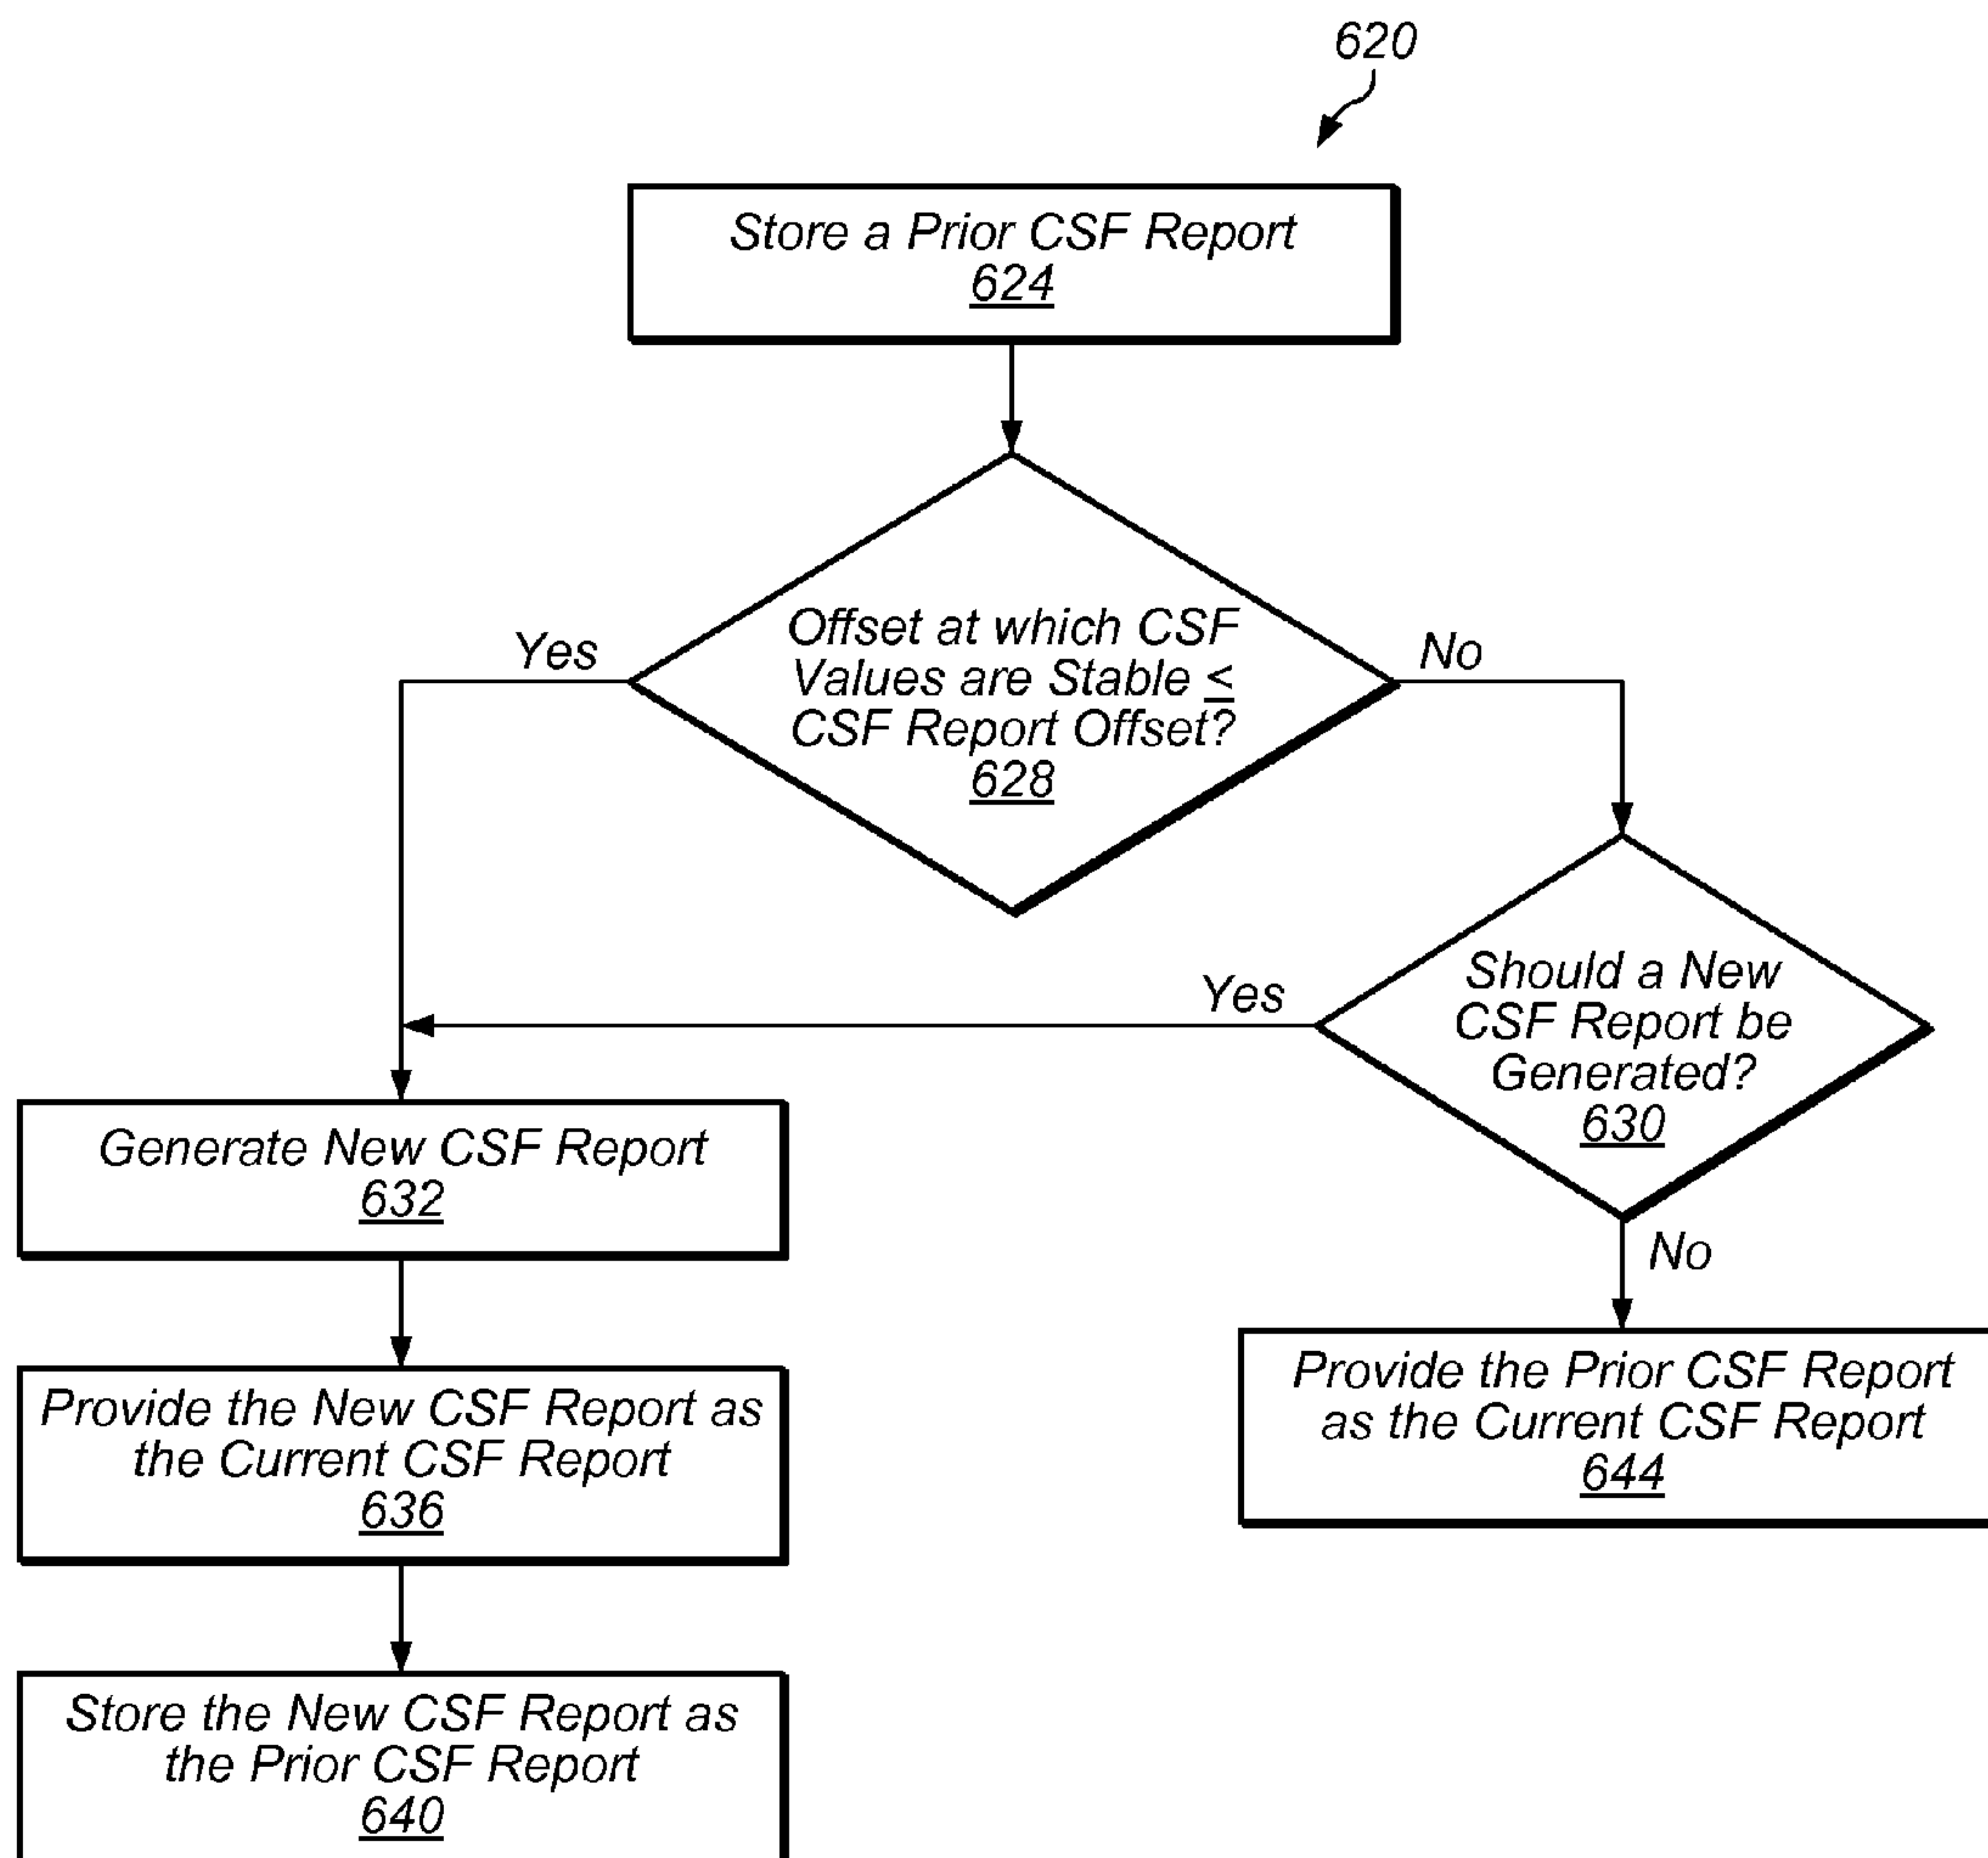 620
Store a Prior CSF Report
624
Offset at which CSF
Values are Stable ≤
CSF Report Offset?
628
Yes
No
Should a New
CSF Report be
Generated?
630
Yes
No
Generate New CSF Report
632
Provide the New CSF Report as
the Current CSF Report
636
Provide the Prior CSF Report
as the Current CSF Report
644
Store the New CSF Report as
the Prior CSF Report
640